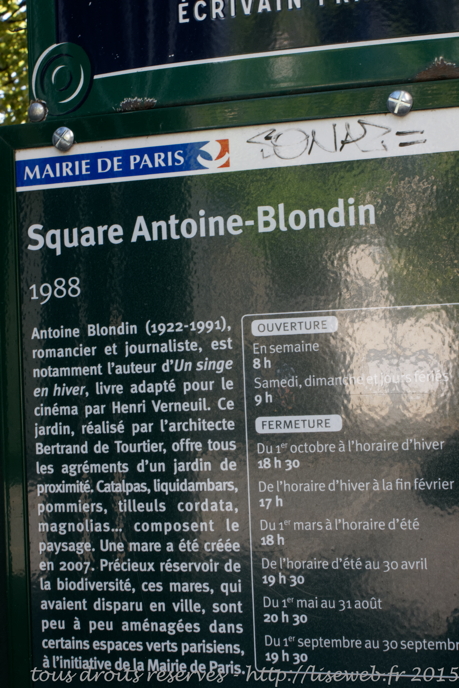 ÉCRIVAIN
MAIRIE DE PARIS
Square Antoine-Blondin
1988
Antoine Blondin (1922-1991),
romancier et journaliste, est
notamment l'auteur d'Un singe
en hiver, livre adapté pour le
cinéma par Henri Verneuil. Ce
jardin, réalisé par l'architecte
Bertrand de Tourtier, offre tous
les agréments d'un jardin de
proximité. Catalpas, liquidambars,
pommiers, tilleuls cordata,
magnolias... composent le
paysage. Une mare a été créée
en 2007. Précieux réservoir de
la biodiversité, ces mares, qui
avaient disparu en ville, sont
peu à peu aménagées dans
certains espaces verts parisiens,
à l'initiative de la Mairie de Paris.
OUVERTURE
En semaine
8 h
Samedi, dimanche et jours fériés
9 h
FERMETURE
Du 1er octobre à l'horaire d'hiver
18 h 30
De l'horaire d'hiver à la fin février
17 h
Du 1er mars à l'horaire d'été
18 h
De l'horaire d'été au 30 avril
19 h 30
Du 1er mai au 31 août
20 h 30
Du 1er septembre au 30 septembr
19 h 30
tous droits réservés - http://liseweb.fr 2015